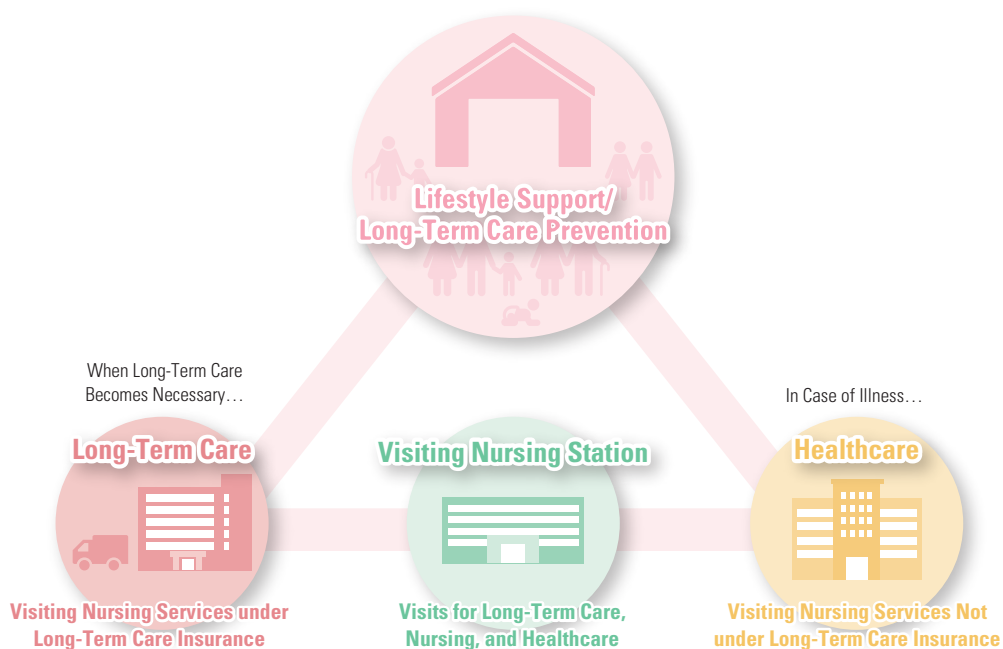 Lifestyle Support/
Long-Term Care Prevention
When Long-Term Care
Becomes Necessary…
In Case of Illness…
Long-Term Care
Visiting Nursing Station
Healthcare
Visiting Nursing Services under
Long-Term Care Insurance
Visits for Long-Term Care,
Nursing, and Healthcare
Visiting Nursing Services Not
under Long-Term Care Insurance